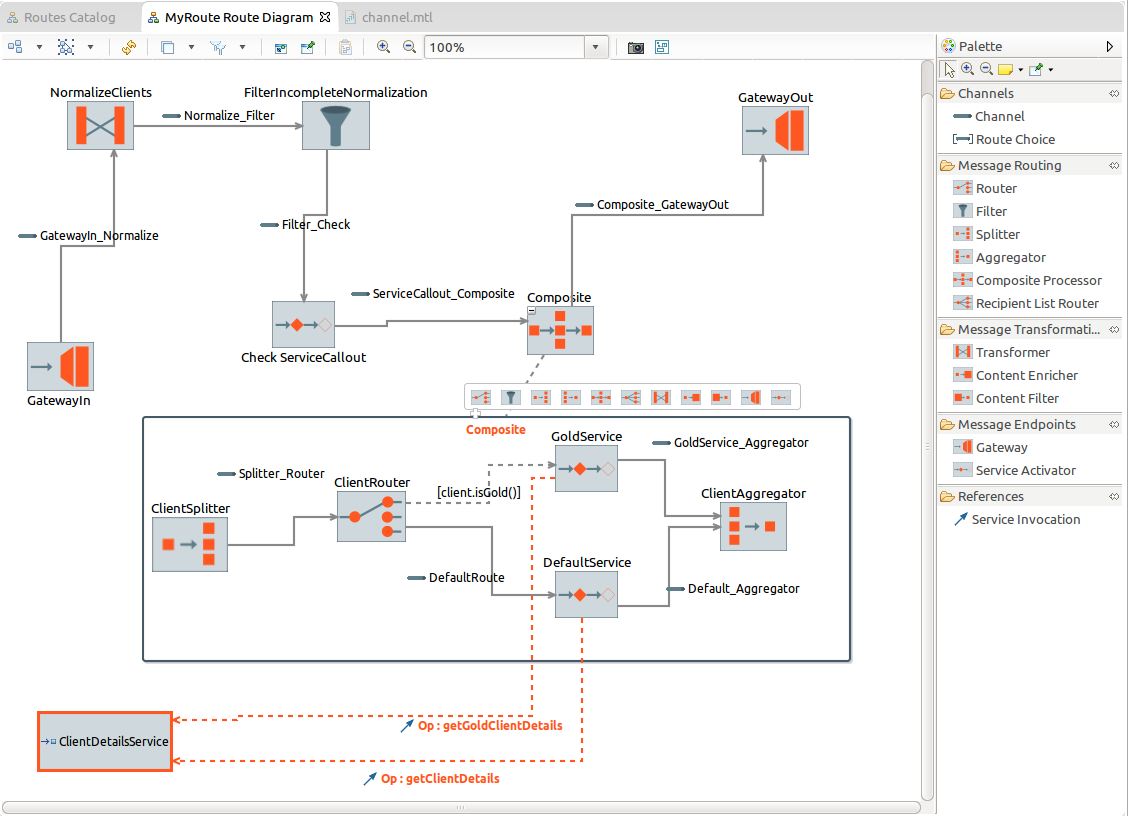 Routes Catalog
MyRoute Route Diagram
channel.mtl
100%
NormalizeClients
FilterIncompleteNormalization
GatewayOut
Normalize_Filter
Composite_GatewayOut
Filter_Check
GatewayIn_Normalize
ServiceCallout_Composite
Composite
Check ServiceCallout
GatewayIn
Composite
GoldService
GoldService_Aggregator
Splitter_Router
ClientRouter
[client.isGold()]
ClientAggregator
ClientSplitter
DefaultService
DefaultRoute
Default_Aggregator
Op : getGoldClientDetails
ClientDetailsService
Op : getClientDetails
Palette
Channels
Channel
Route Choice
Message Routing
Router
Filter
Splitter
Aggregator
Composite Processor
Recipient List Router
Message Transformati...
Transformer
Content Enricher
Content Filter
Message Endpoints
Gateway
Service Activator
References
Service Invocation